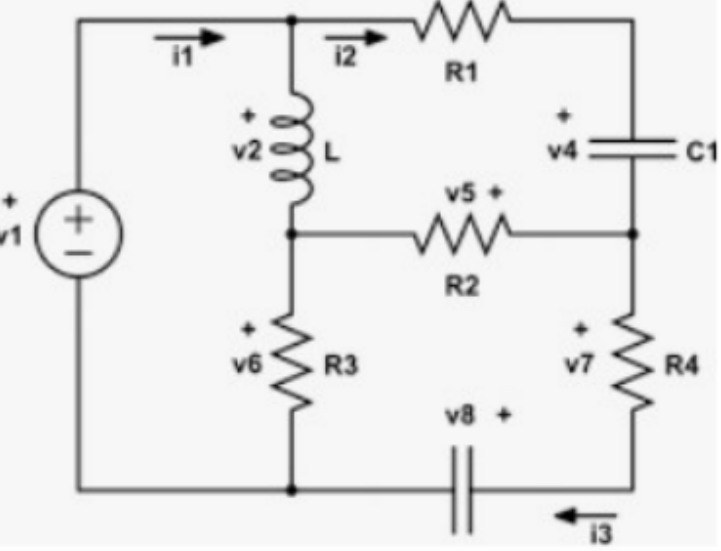 i1
i2
R1
+
v2
L
+
v4
C1
+
v1
+
−
v5 +
R2
+
v6
R3
+
v7
R4
v8 +
i3